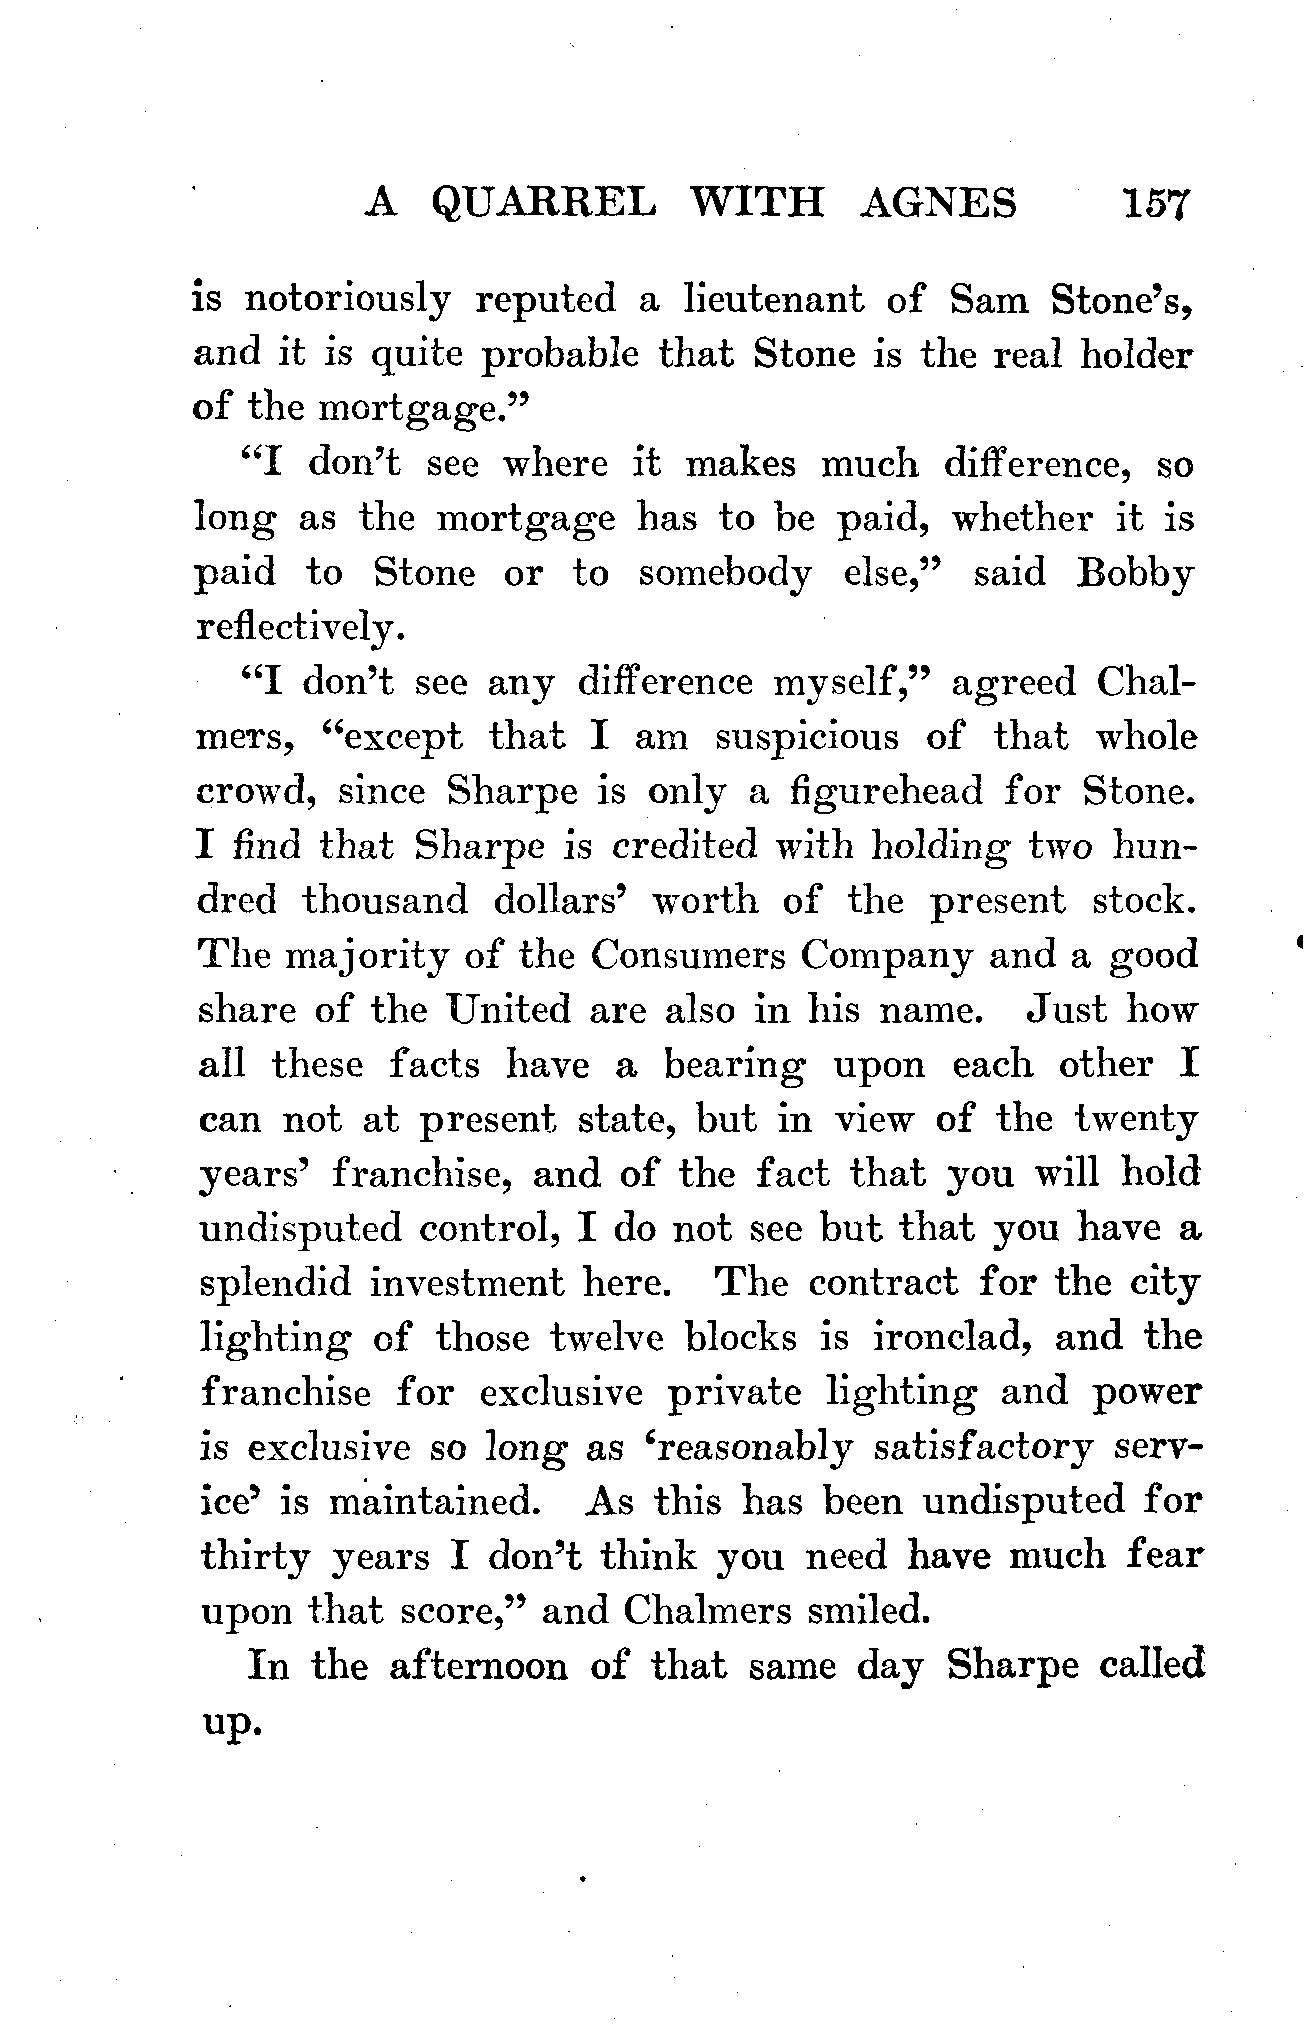 A QUARREL WITH AGNES 157
is notoriously reputed a lieutenant of Sam Stone's,
and it is quite probable that Stone is the real holder
of the mortgage."
"I don't see where it makes much difference, so
long as the mortgage has to be paid, whether it is
paid to Stone or to somebody else," said Bobby
reflectively.
"I don't see any difference myself," agreed Chal-
mers, "except that I am suspicious of that whole
crowd, since Sharpe is only a figurehead for Stone.
I find that Sharpe is credited with holding two hun-
dred thousand dollars' worth of the present stock.
The majority of the Consumers Company and a good
share of the United are also in his name. Just how
all these facts have a bearing upon each other I
can not at present state, but in view of the twenty
years' franchise, and of the fact that you will hold
undisputed control, I do not see but that you have a
splendid investment here. The contract for the city
lighting of those twelve blocks is ironclad, and the
franchise for exclusive private lighting and power
is exclusive so long as 'reasonably satisfactory serv-
ice' is maintained. As this has been undisputed for
thirty years I don't think you need have much fear
upon that score," and Chalmers smiled.
In the afternoon of that same day Sharpe called
up.